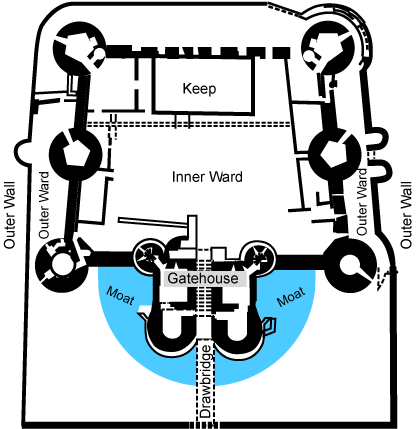 Keep
Inner Ward
Outer Wall
Outer Ward
Outer Ward
Outer Wall
Gatehouse
Moat
Moat
Drawbridge